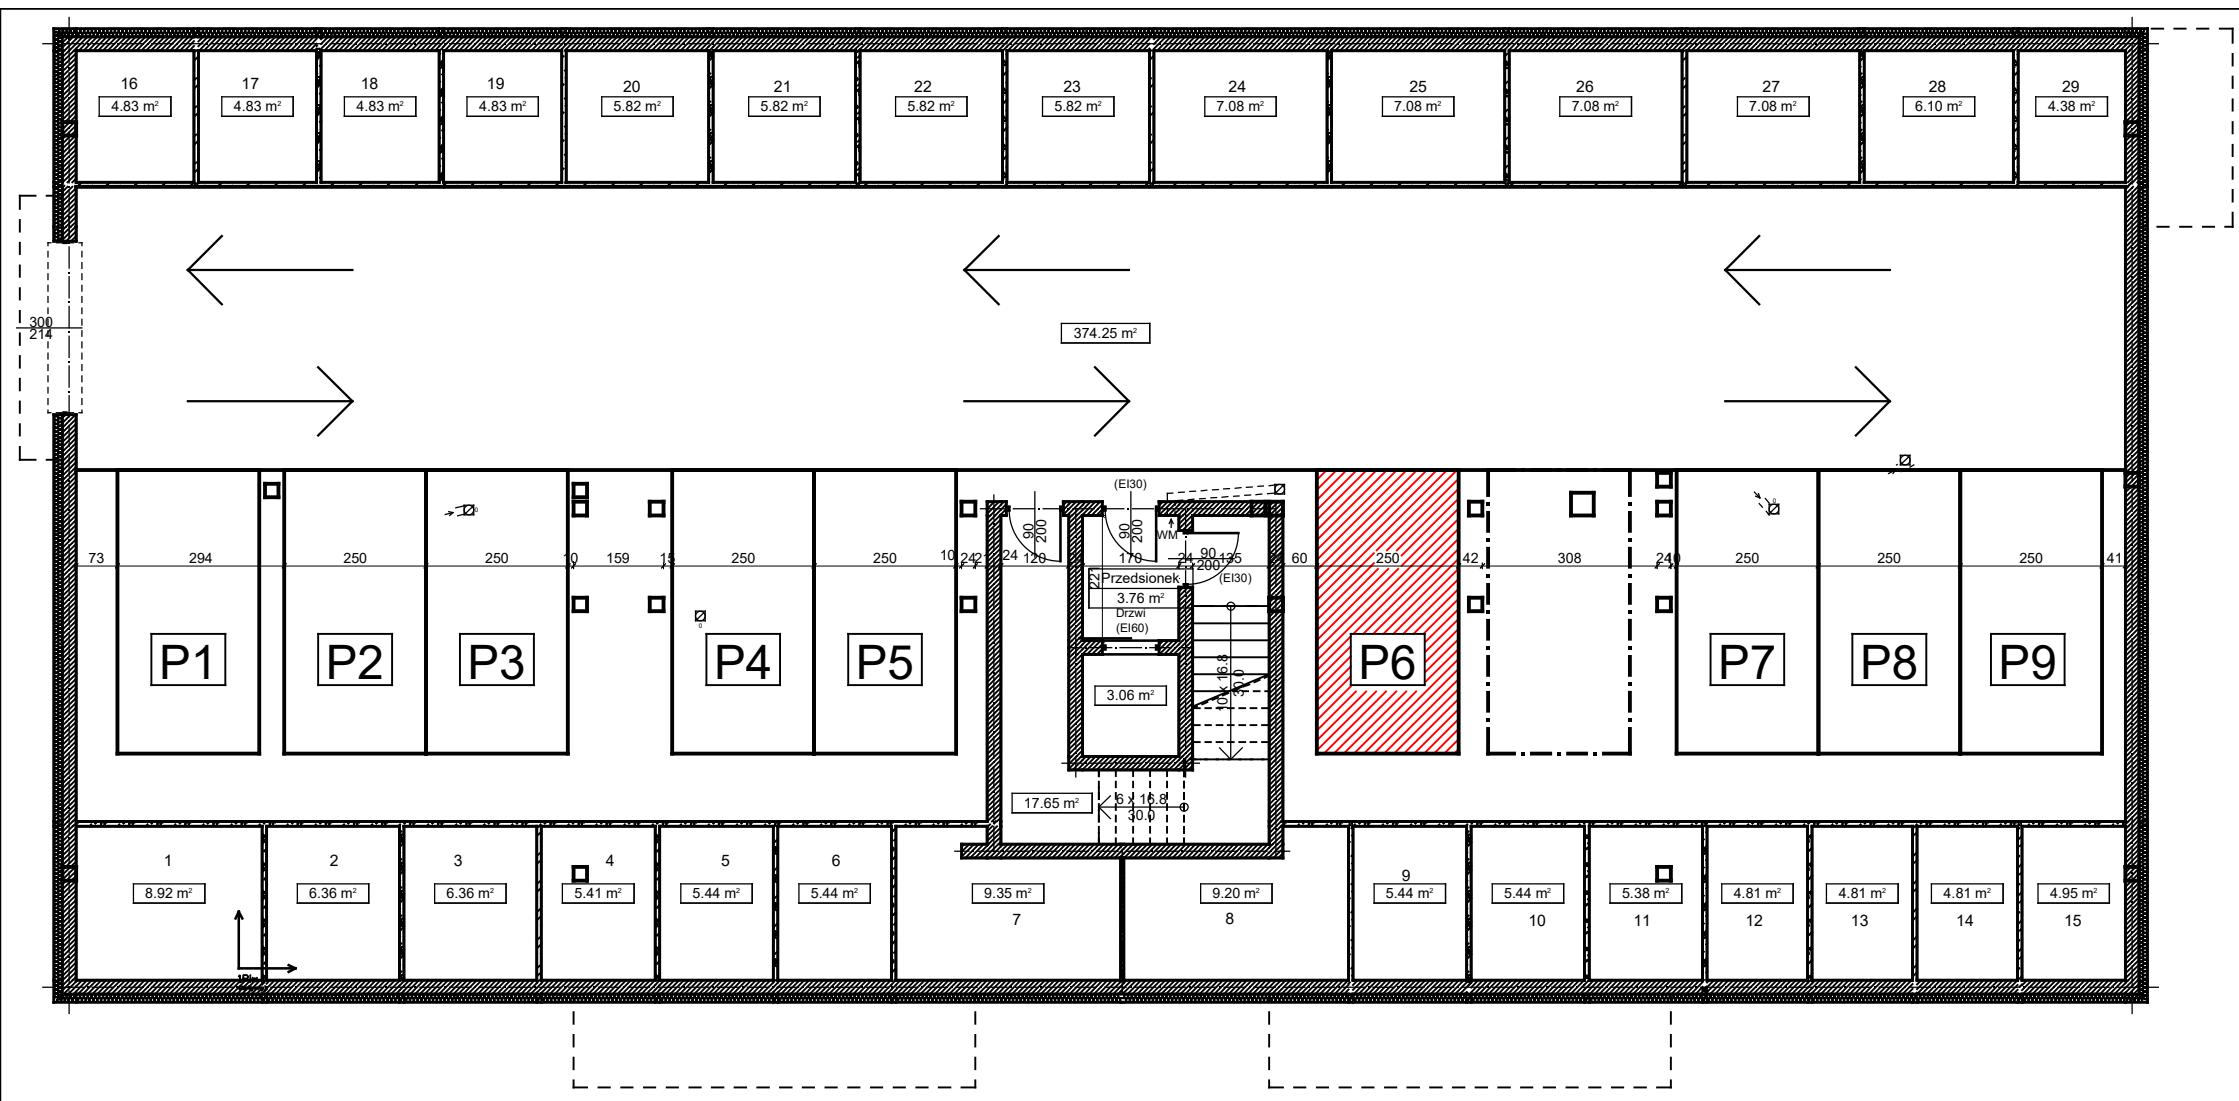 16 17 18 19 20 21 22 23 24 25 26 27 28 29
4.83 m² 4.83 m² 4.83 m² 4.83 m² 5.82 m² 5.82 m² 5.82 m² 5.82 m² 7.08 m² 7.08 m² 7.08 m² 7.08 m² 6.10 m² 4.38 m²
300
214
374.25 m²
(EI30)
90
200
90
200
WM
73 294 250 250 10 159 15 250 250 10 24 21 24 120 170 24 135 60 250 42 308 24 250 250 250 41
90
200
(EI30)
221
Przedsionek
3.76 m²
Drzwi
(EI60)
P1 P2 P3 P4 P5 P6 P7 P8 P9
10 x 16.8
30.0
3.06 m²
17.65 m²
6 x 16.8
30.0
1 2 3 4 5 6
9
8.92 m² 6.36 m² 6.36 m² 5.41 m² 5.44 m² 5.44 m² 9.35 m² 9.20 m² 5.44 m² 5.44 m² 5.38 m² 4.81 m² 4.81 m² 4.81 m² 4.95 m²
7 8 10 11 12 13 14 15